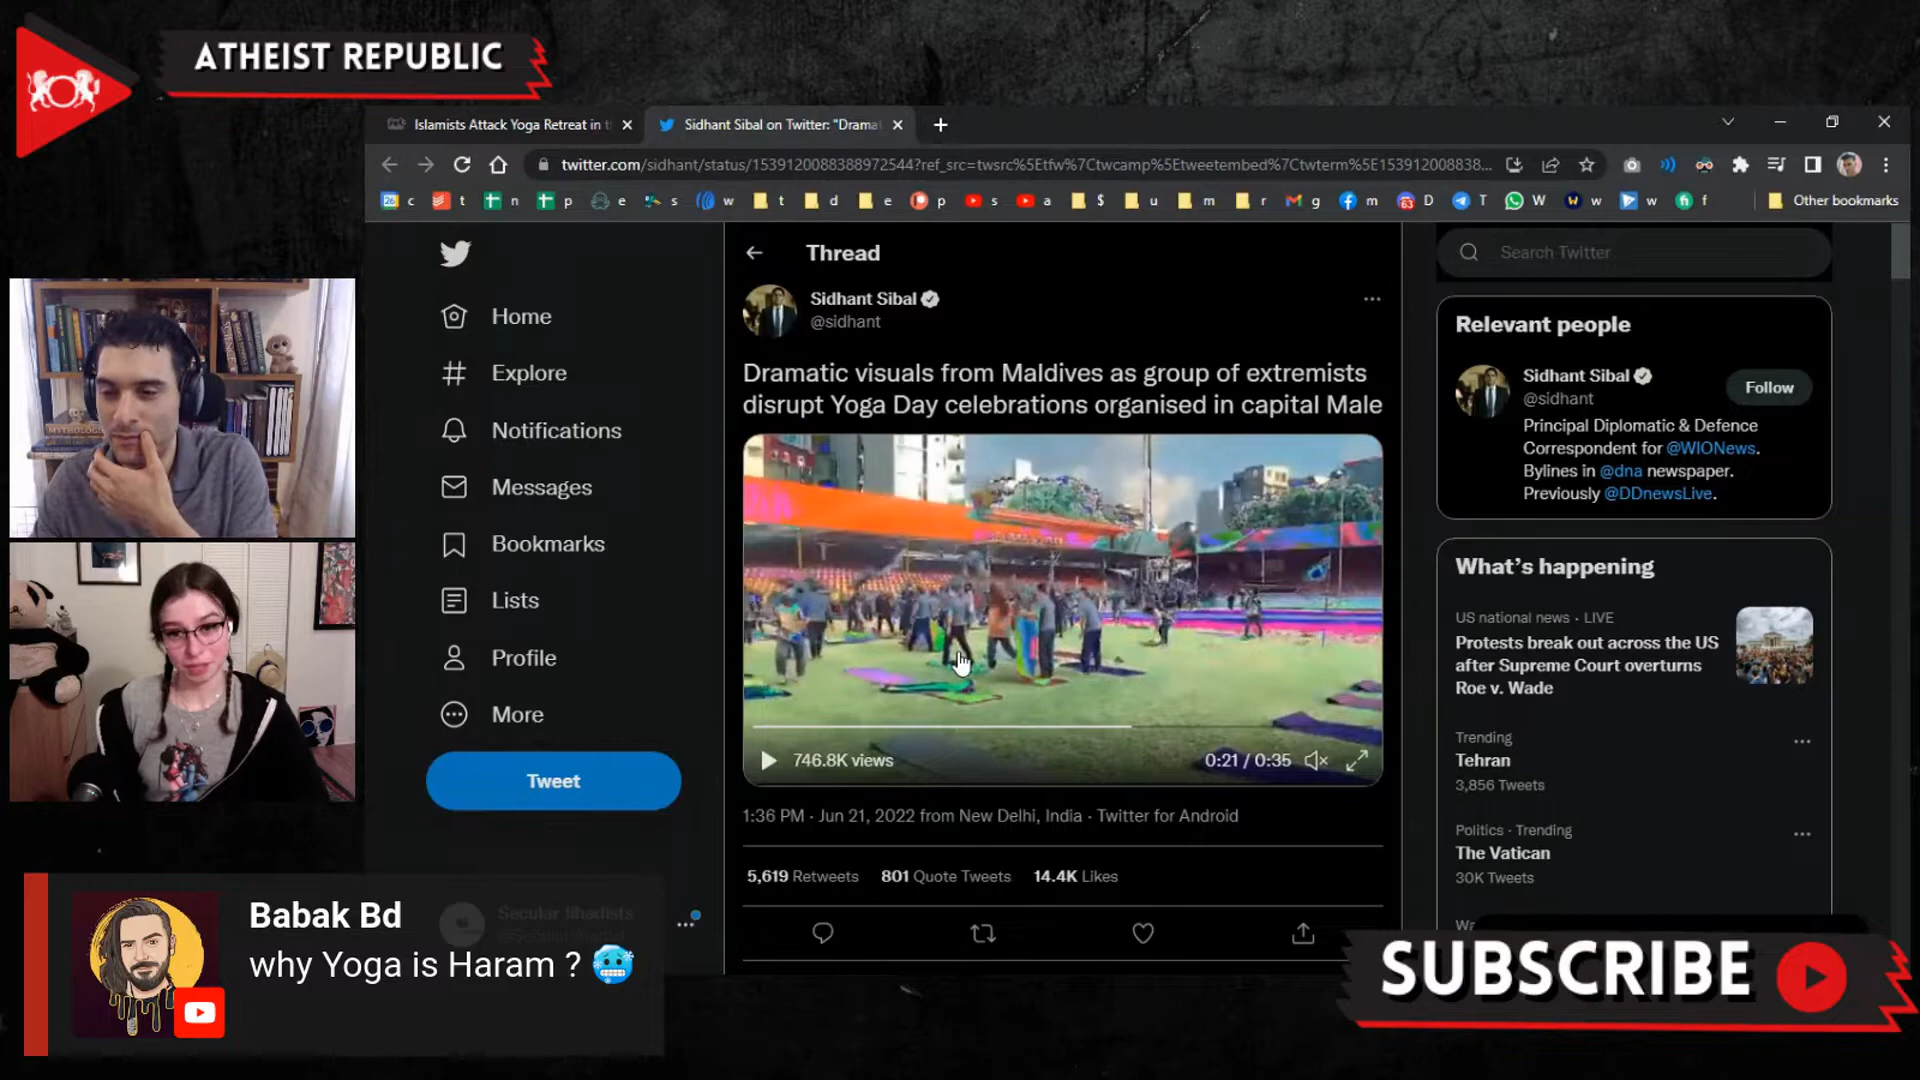 ATHEIST REPUBLIC
Islamists Attack Yoga Retreat in t
Sidhant Sibal on Twitter: "Drama
twitter.com/sidhant/status/1539120088388972544?ref_src=twsrc%5Etfw%7Ctwcamp%5Etweetembed%7Ctwterm%5E153912008838...
26 c t n p e s w t d e p s a $ u m r g m 63 D T W w w f Other bookmarks
Thread
Search Twitter
Home
Explore
Notifications
Messages
Bookmarks
Lists
Profile
More
Tweet
Secular Jihadists
Sidhant Sibal
@sidhant
Dramatic visuals from Maldives as group of extremists
disrupt Yoga Day celebrations organised in capital Male
746.8K views
0:21 / 0:35
1:36 PM · Jun 21, 2022 from New Delhi, India · Twitter for Android
5,619 Retweets 801 Quote Tweets 14.4K Likes
Relevant people
Sidhant Sibal
@sidhant
Follow
Principal Diplomatic & Defence
Correspondent for @WIONews.
Bylines in @dna newspaper.
Previously @DDnewsLive.
What's happening
US national news · LIVE
Protests break out across the US
after Supreme Court overturns
Roe v. Wade
Trending
Tehran
3,856 Tweets
Politics · Trending
The Vatican
30K Tweets
Babak Bd
why Yoga is Haram ? 🥶
SUBSCRIBE